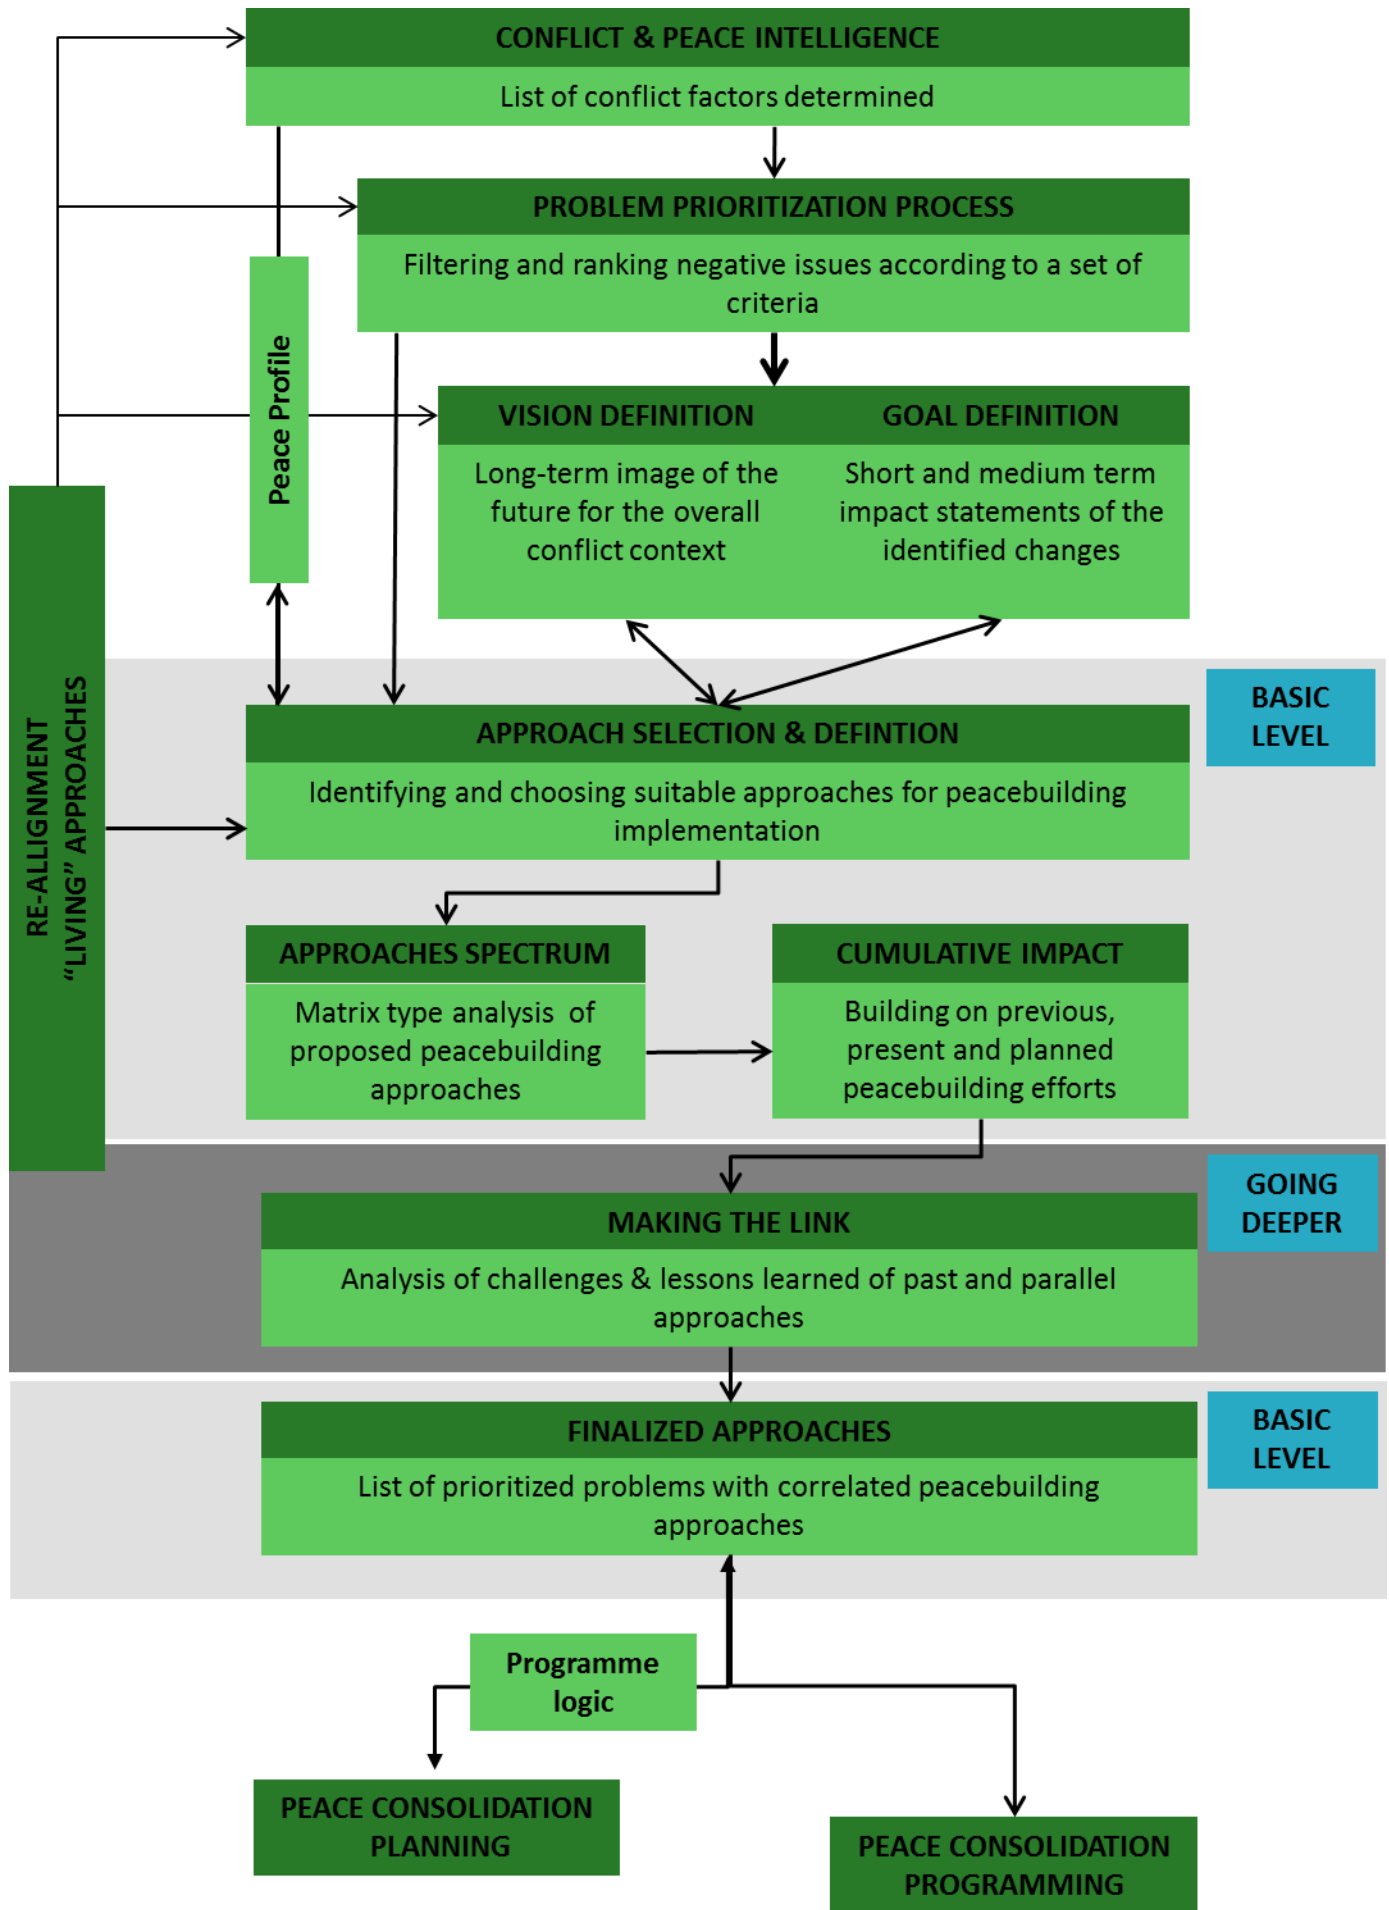 CONFLICT & PEACE INTELLIGENCE
List of conflict factors determined
PROBLEM PRIORITIZATION PROCESS
Filtering and ranking negative issues according to a set of
criteria
Peace Profile
VISION DEFINITION
Long-term image of the
future for the overall
conflict context
GOAL DEFINITION
Short and medium term
impact statements of the
identified changes
RE-ALLIGNMENT
“LIVING” APPROACHES
BASIC
LEVEL
APPROACH SELECTION & DEFINTION
Identifying and choosing suitable approaches for peacebuilding
implementation
APPROACHES SPECTRUM
Matrix type analysis of
proposed peacebuilding
approaches
CUMULATIVE IMPACT
Building on previous,
present and planned
peacebuilding efforts
GOING
DEEPER
MAKING THE LINK
Analysis of challenges & lessons learned of past and parallel
approaches
BASIC
LEVEL
FINALIZED APPROACHES
List of prioritized problems with correlated peacebuilding
approaches
Programme
logic
PEACE CONSOLIDATION
PLANNING
PEACE CONSOLIDATION
PROGRAMMING